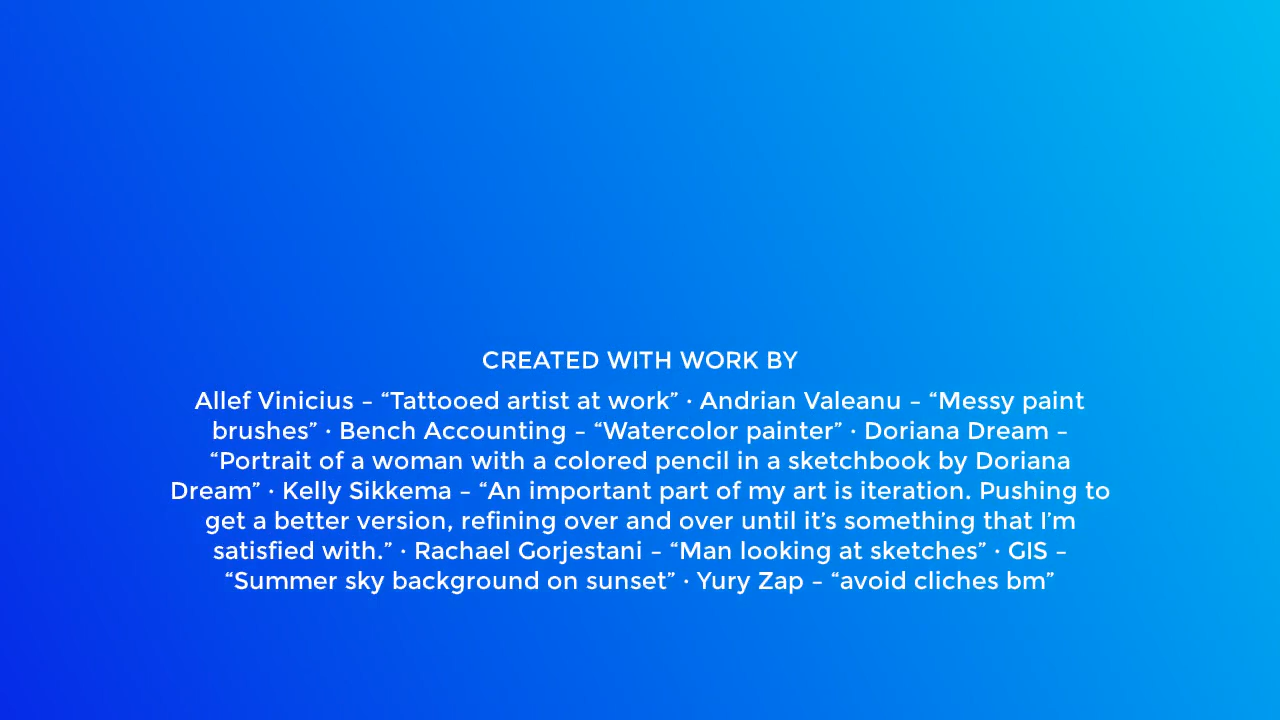 CREATED WITH WORK BY
Allef Vinicius – “Tattooed artist at work” · Andrian Valeanu – “Messy paint
brushes” · Bench Accounting – “Watercolor painter” · Doriana Dream –
“Portrait of a woman with a colored pencil in a sketchbook by Doriana
Dream” · Kelly Sikkema – “An important part of my art is iteration. Pushing to
get a better version, refining over and over until it’s something that I’m
satisfied with.” · Rachael Gorjestani – “Man looking at sketches” · GIS –
“Summer sky background on sunset” · Yury Zap – “avoid cliches bm”